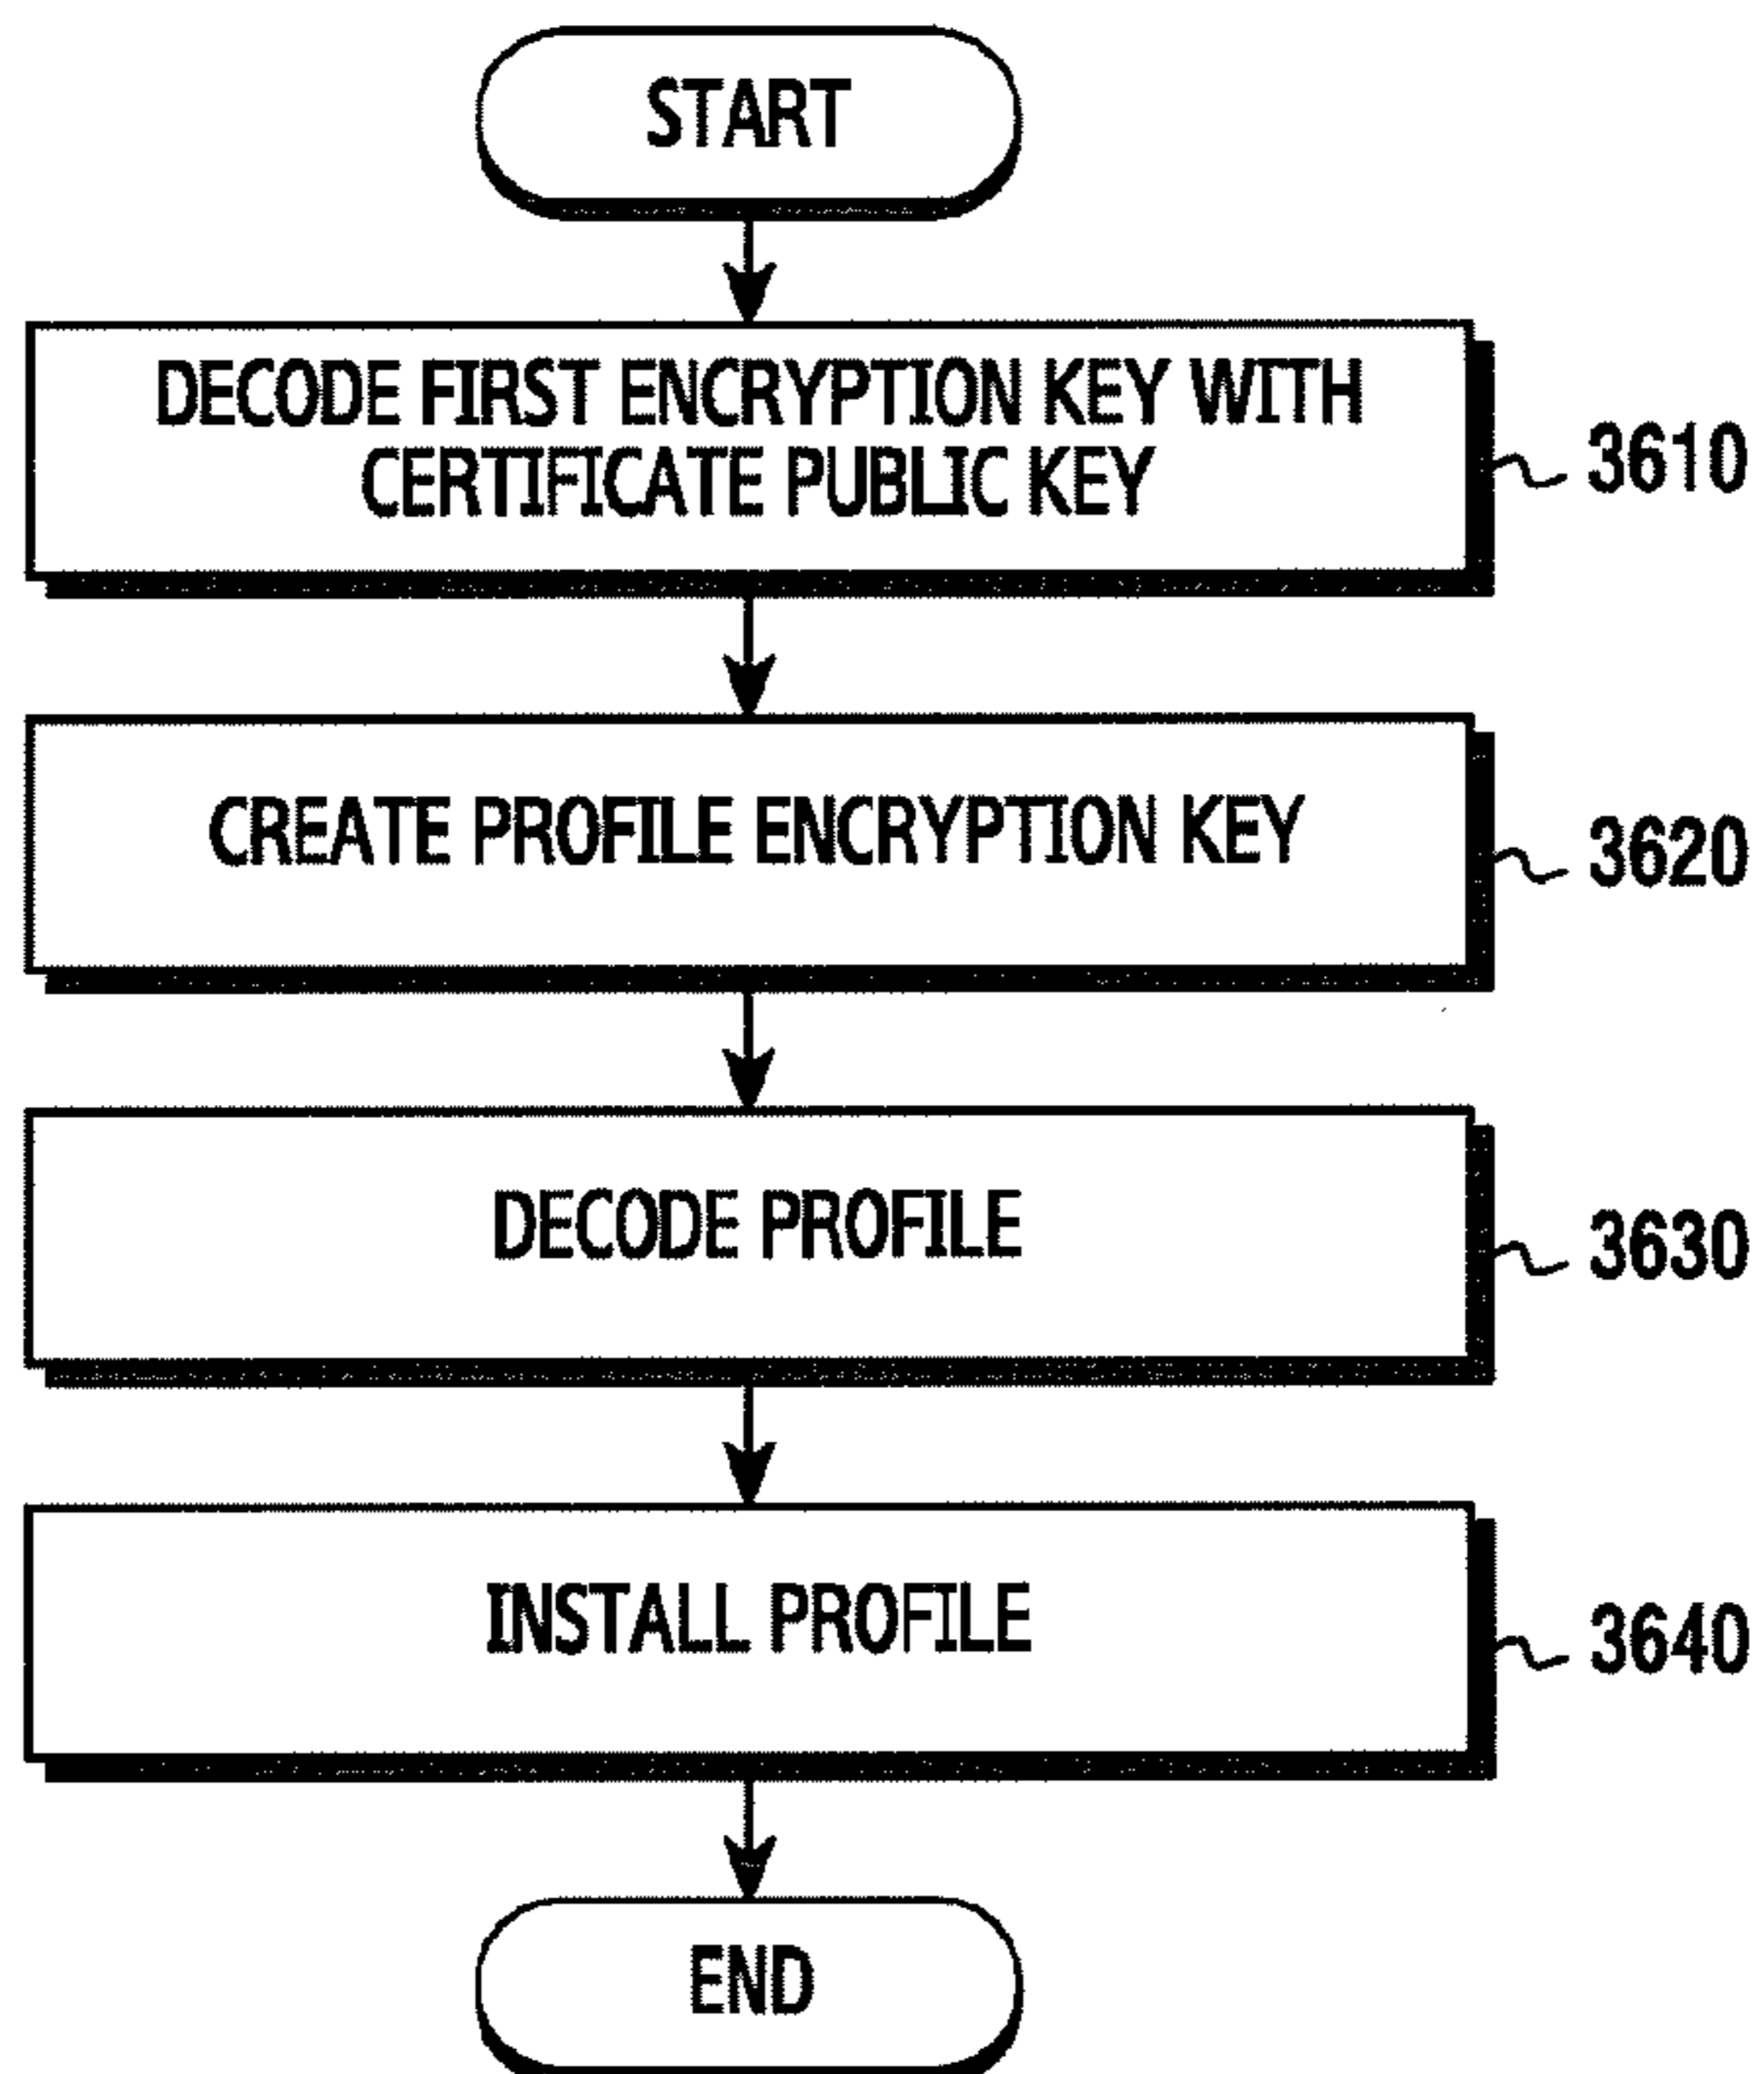 START
DECODE FIRST ENCRYPTION KEY WITH
CERTIFICATE PUBLIC KEY
3610
CREATE PROFILE ENCRYPTION KEY
3620
DECODE PROFILE
3630
INSTALL PROFILE
3640
END